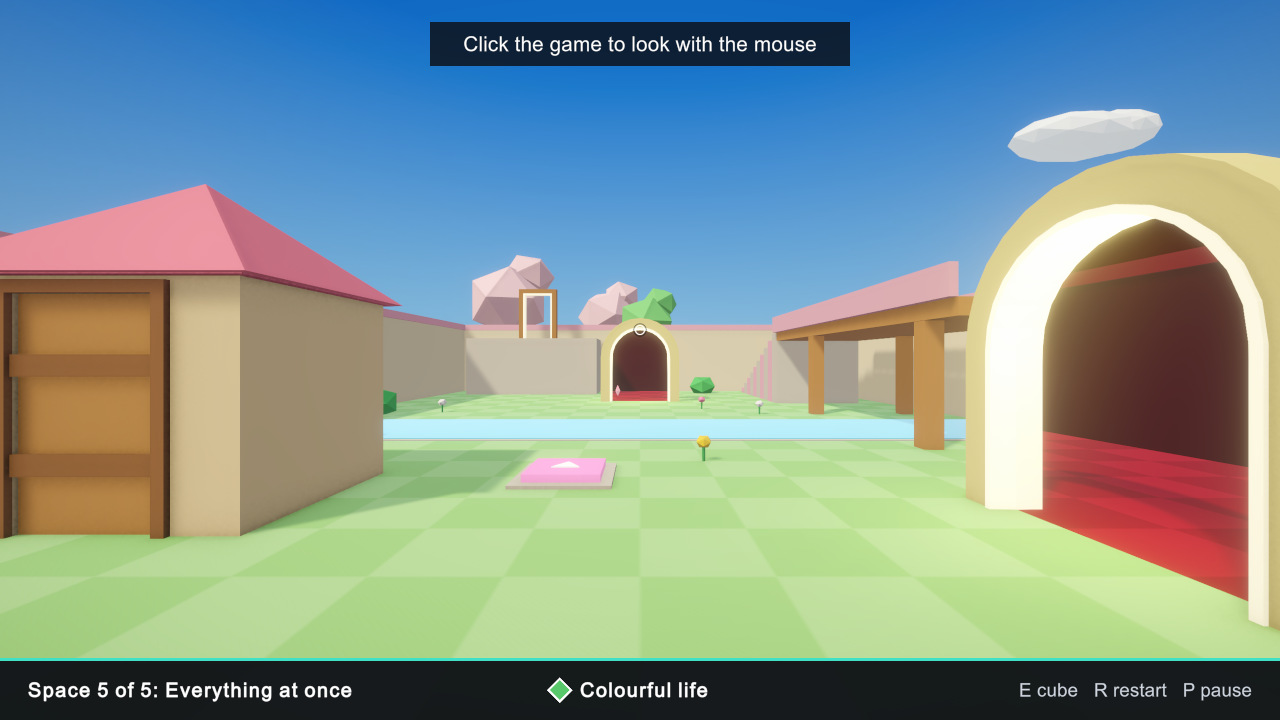 Click the game to look with the mouse
Space 5 of 5: Everything at once
Colourful life
E cube R restart P pause